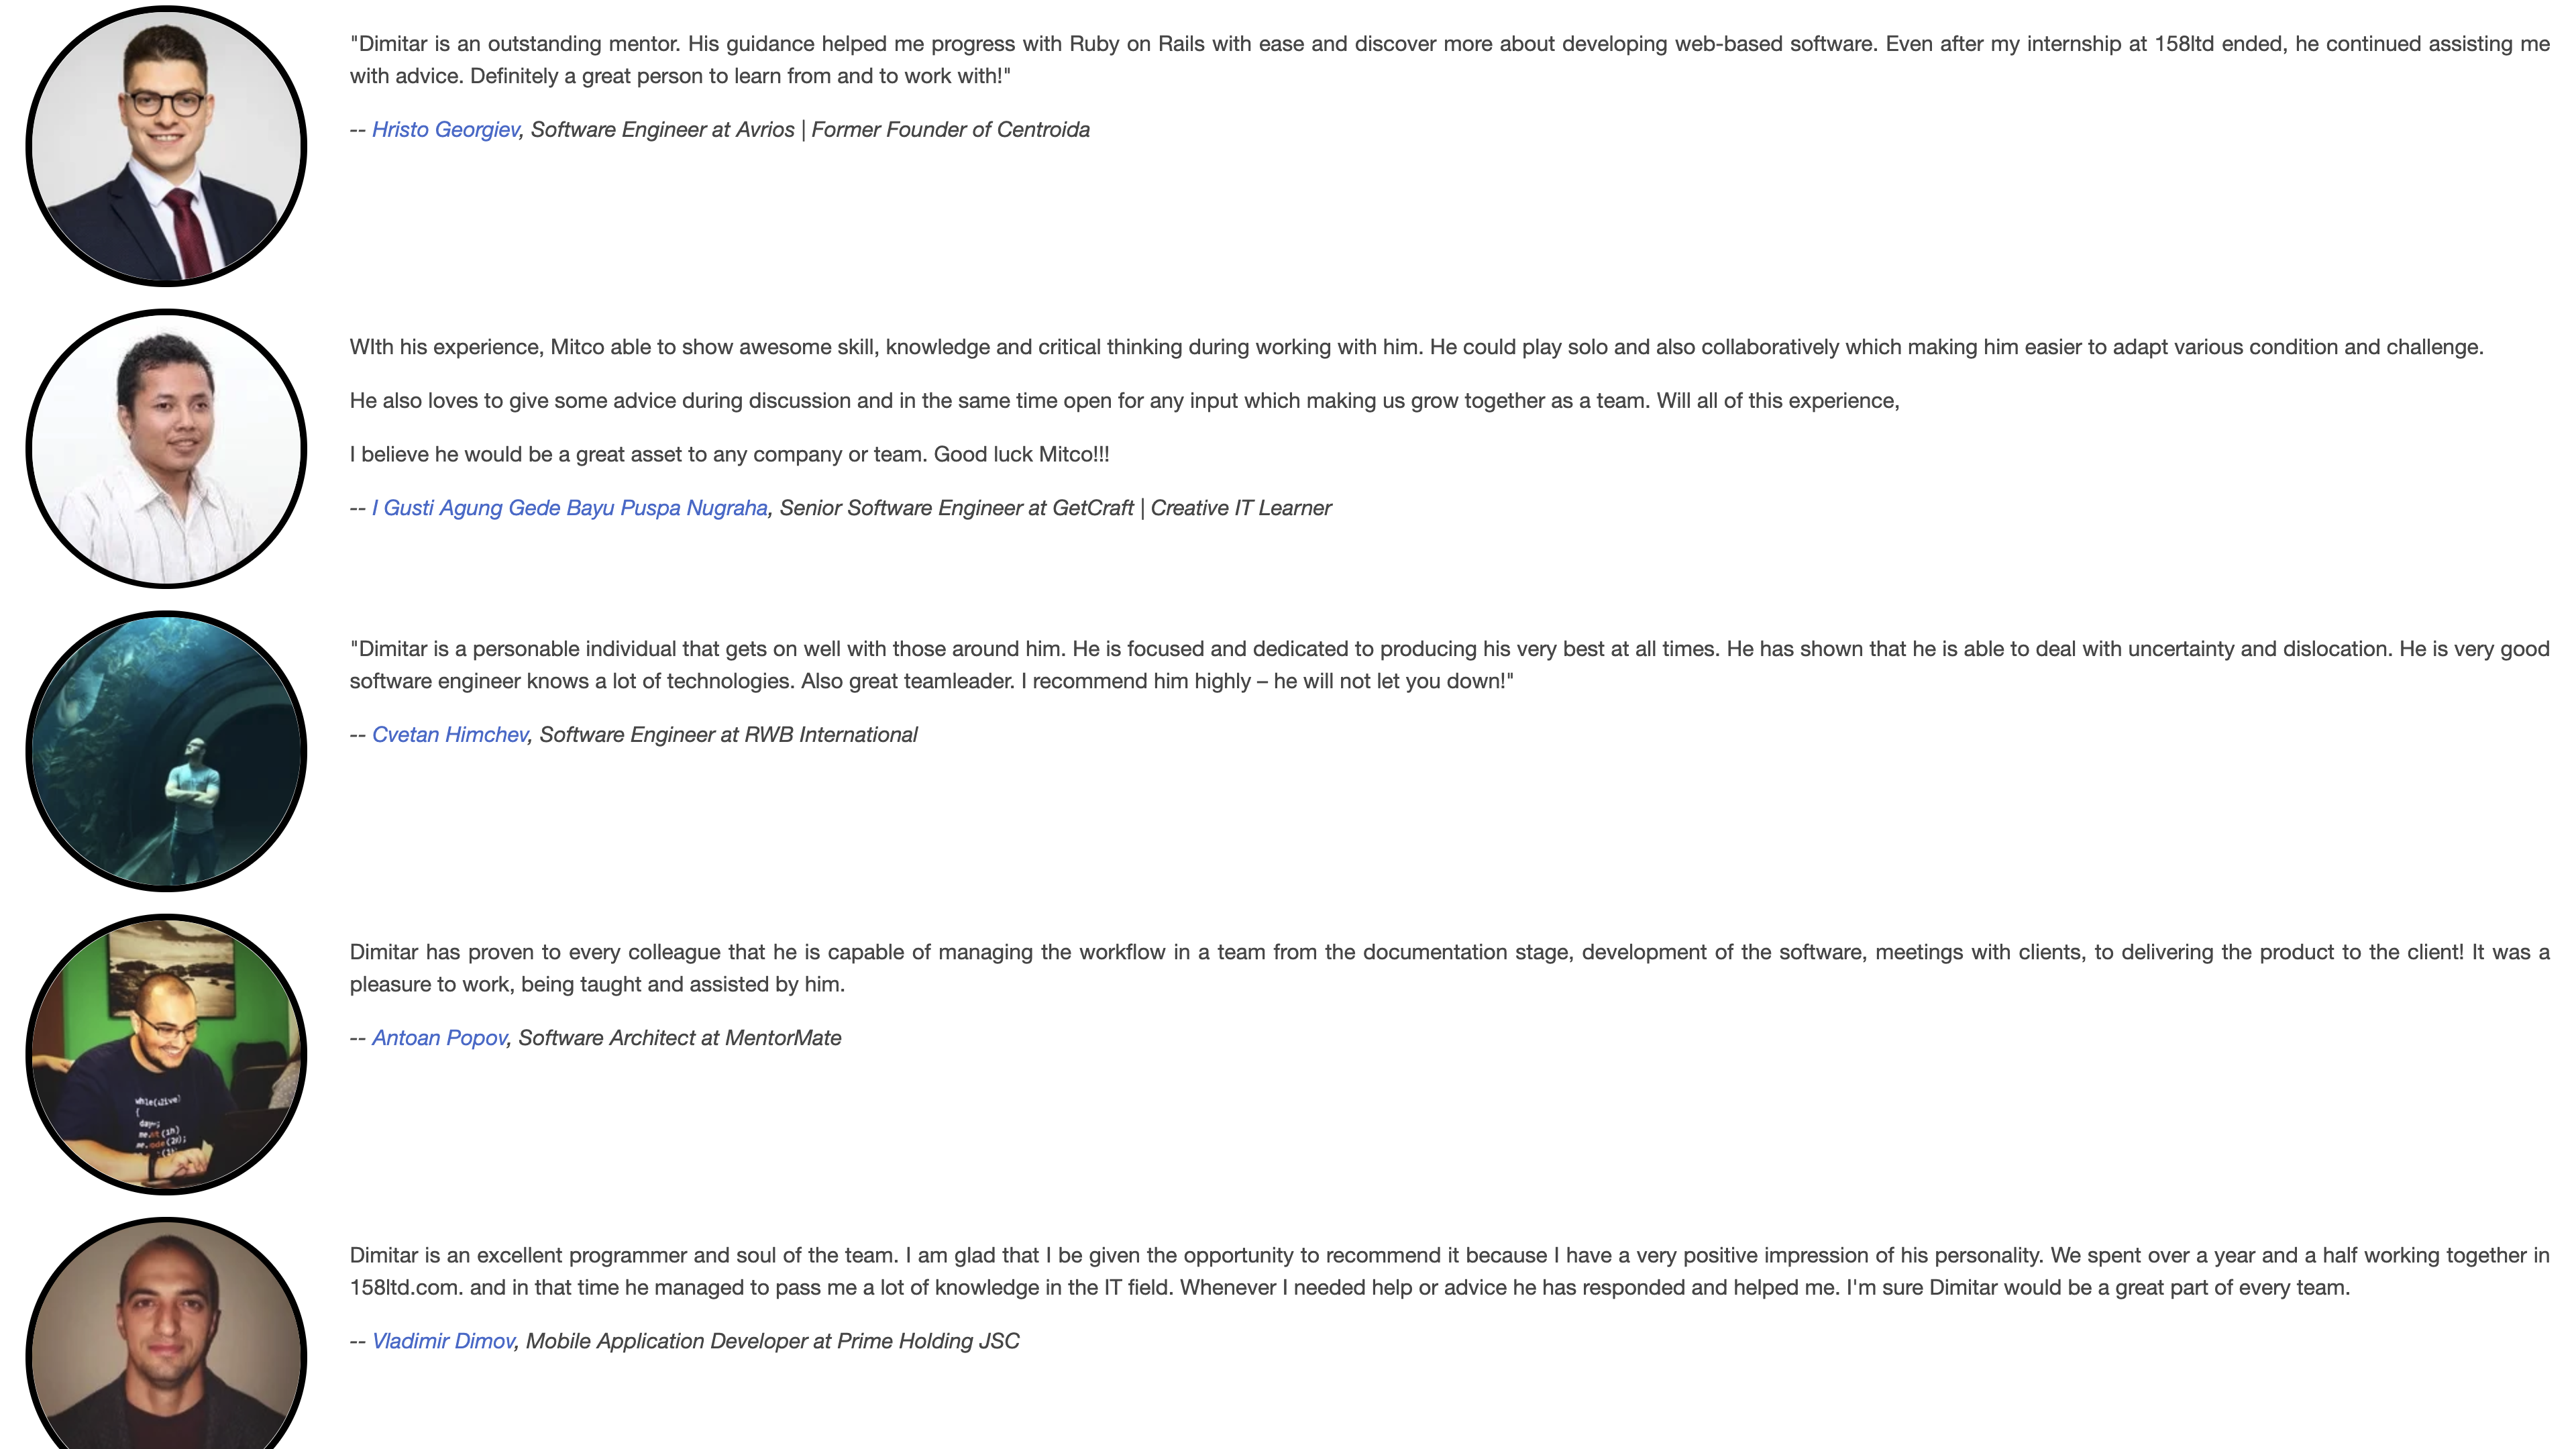 "Dimitar is an outstanding mentor. His guidance helped me progress with Ruby on Rails with ease and discover more about developing web-based software. Even after my internship at 158ltd ended, he continued assisting me
with advice. Definitely a great person to learn from and to work with!"
-- Hristo Georgiev, Software Engineer at Avrios | Former Founder of Centroida
WIth his experience, Mitco able to show awesome skill, knowledge and critical thinking during working with him. He could play solo and also collaboratively which making him easier to adapt various condition and challenge.
He also loves to give some advice during discussion and in the same time open for any input which making us grow together as a team. Will all of this experience,
I believe he would be a great asset to any company or team. Good luck Mitco!!!
-- I Gusti Agung Gede Bayu Puspa Nugraha, Senior Software Engineer at GetCraft | Creative IT Learner
"Dimitar is a personable individual that gets on well with those around him. He is focused and dedicated to producing his very best at all times. He has shown that he is able to deal with uncertainty and dislocation. He is very good
software engineer knows a lot of technologies. Also great teamleader. I recommend him highly – he will not let you down!"
-- Cvetan Himchev, Software Engineer at RWB International
Dimitar has proven to every colleague that he is capable of managing the workflow in a team from the documentation stage, development of the software, meetings with clients, to delivering the product to the client! It was a
pleasure to work, being taught and assisted by him.
-- Antoan Popov, Software Architect at MentorMate
{
Dimitar is an excellent programmer and soul of the team. I am glad that I be given the opportunity to recommend it because I have a very positive impression of his personality. We spent over a year and a half working together in
158ltd.com. and in that time he managed to pass me a lot of knowledge in the IT field. Whenever I needed help or advice he has responded and helped me. I'm sure Dimitar would be a great part of every team.
-- Vladimir Dimov, Mobile Application Developer at Prime Holding JSC